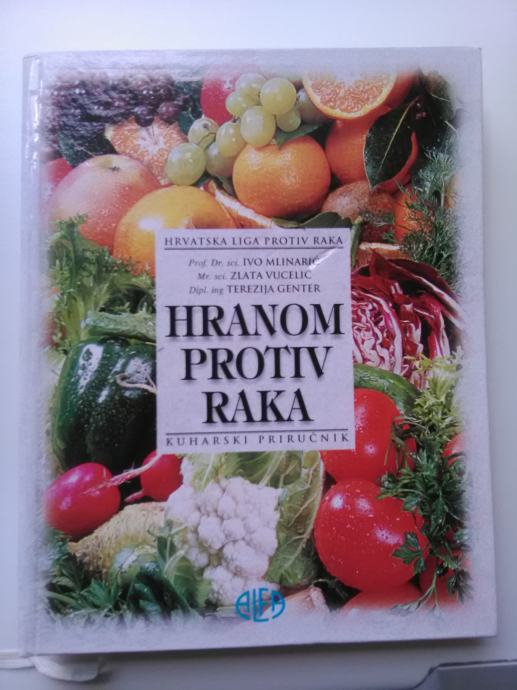 HRVATSKA LIGA PROTIV RAKA
Prof. Dr. sci. IVO MLINARIĆ
Mr. sci. ZLATA VUCELIĆ
Dipl. ing TEREZIJA GENTER
HRANOM
PROTIV
RAKA
KUHARSKI PRIRUČNIK
ALFA